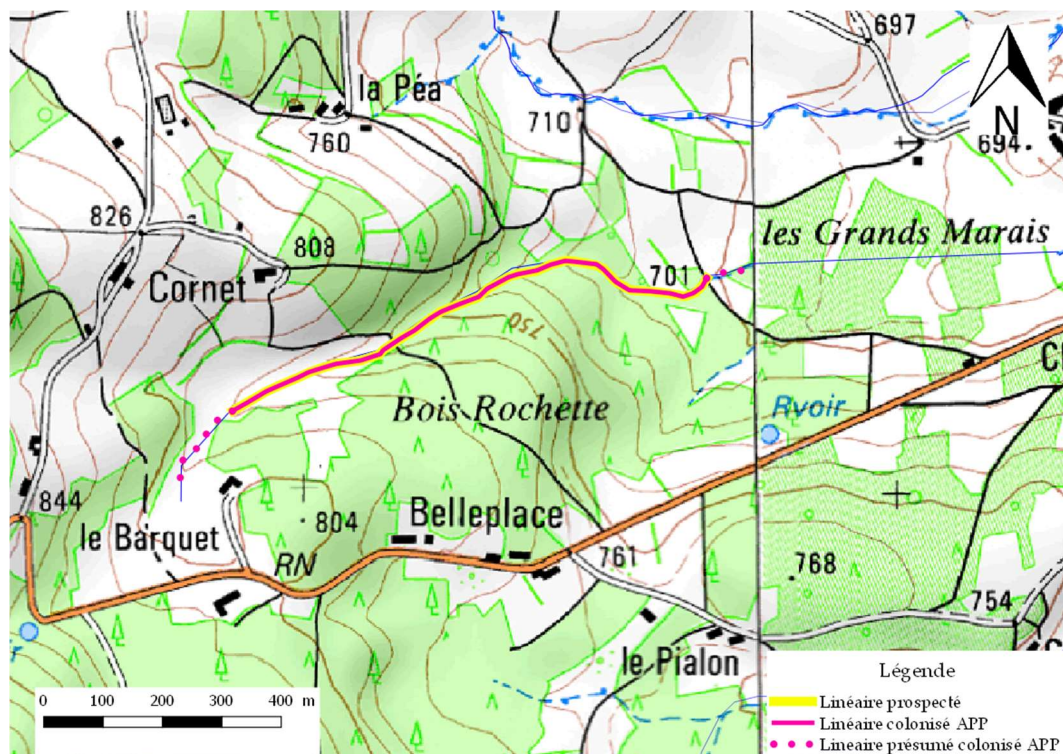 697
la Péa
760
710
N
694
826
808
les Grands Marais
Cornet
701
750
Bois Rochette
Rvoir
844
le Barquet
804
Belleplace
RN
761
768
754
le Pialon
Légende
0 100 200 300 400 m
Linéaire prospecté
Linéaire colonisé APP
Linéaire présumé colonisé APP